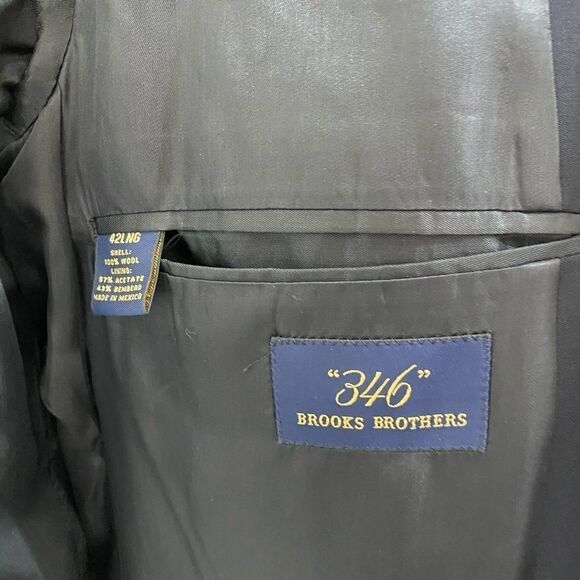 42LNG
SHELL:
100% WOOL
LINING:
57% ACETATE
43% BEMBERG
MADE IN MEXICO
"346"
BROOKS BROTHERS